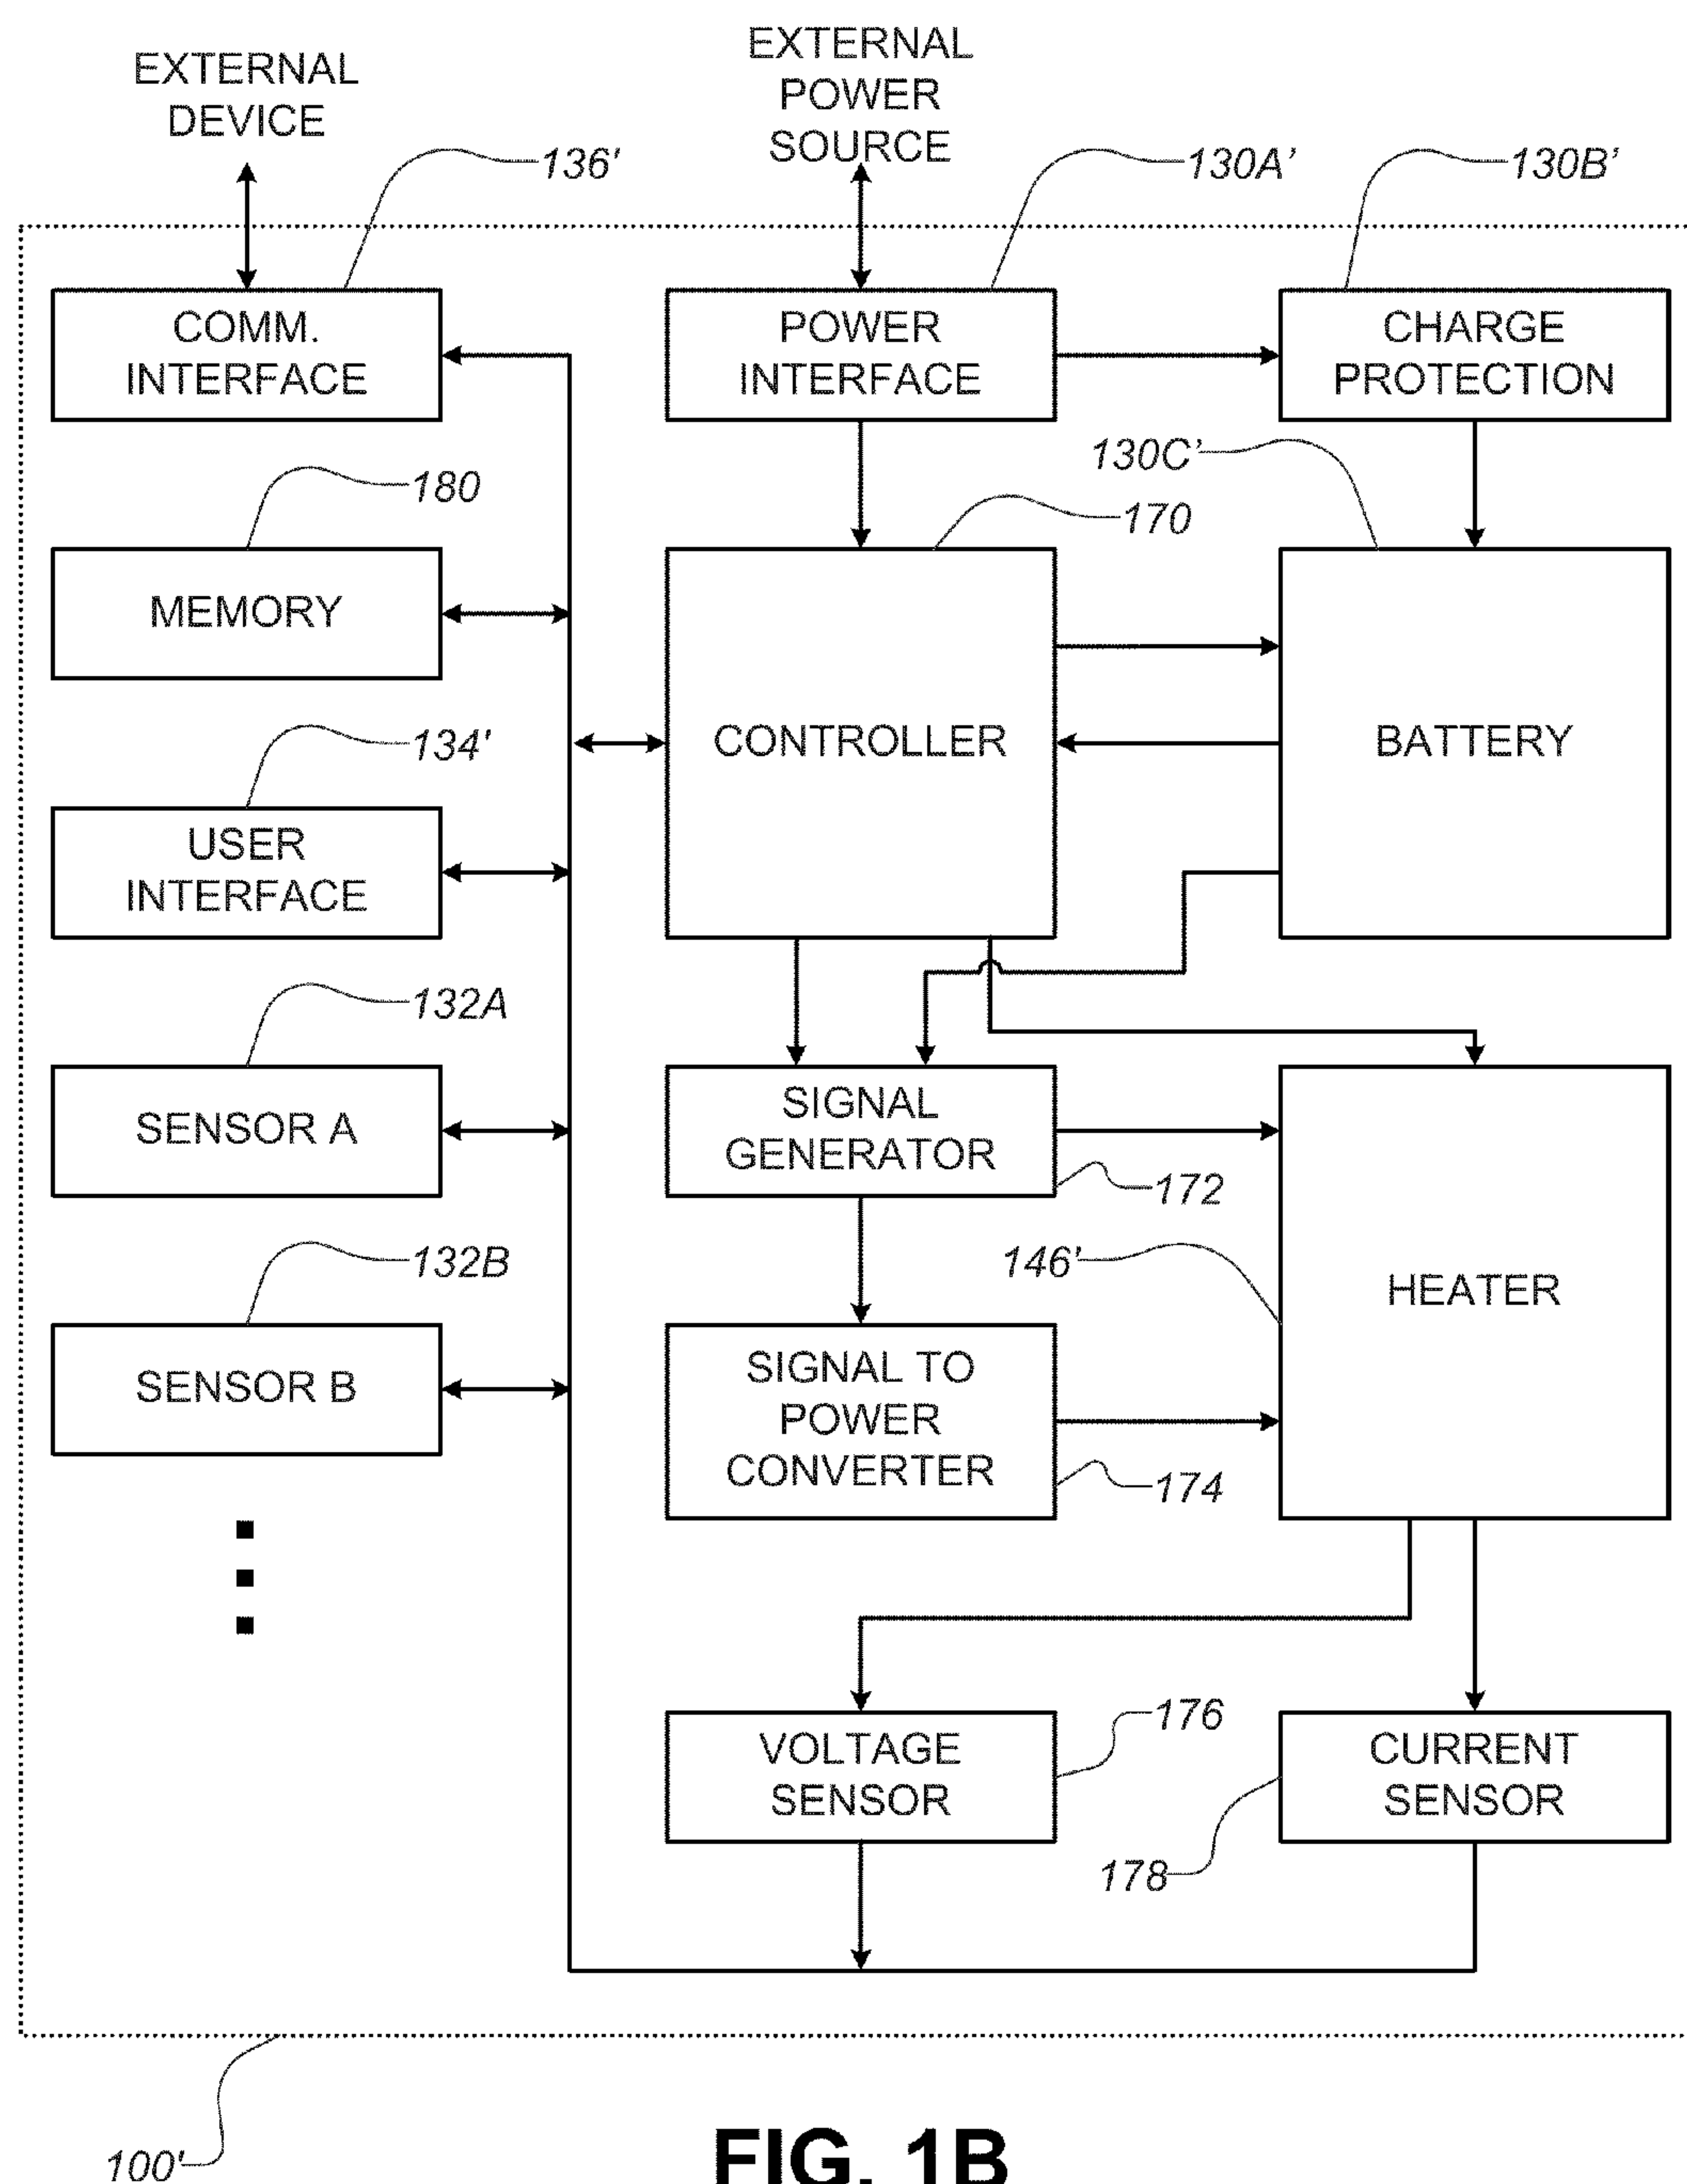 EXTERNAL
DEVICE
EXTERNAL
POWER
SOURCE
136'
130A'
130B'
COMM.
INTERFACE
POWER
INTERFACE
CHARGE
PROTECTION
130C'
180
170
MEMORY
CONTROLLER
BATTERY
134'
USER
INTERFACE
132A
SENSOR A
SIGNAL
GENERATOR
172
132B
146'
HEATER
SENSOR B
SIGNAL TO
POWER
CONVERTER
174
176
VOLTAGE
SENSOR
CURRENT
SENSOR
178
100'
FIG. 1B